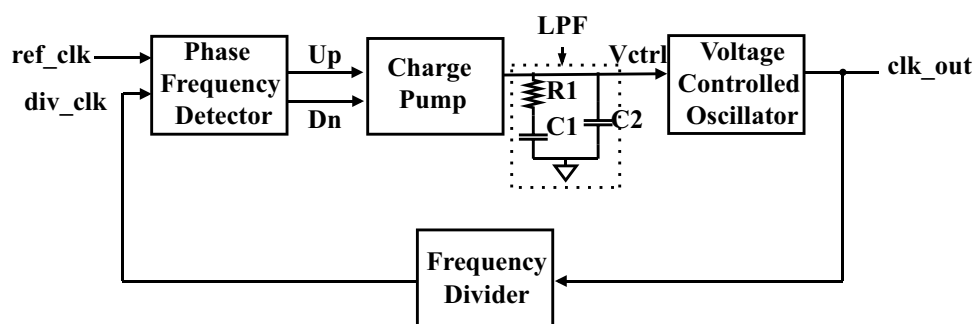 LPF
ref_clk
div_clk
Phase
Frequency
Detector
Up
Dn
Charge
Pump
R1
C1
C2
Vctrl
Voltage
Controlled
Oscillator
clk_out
Frequency
Divider